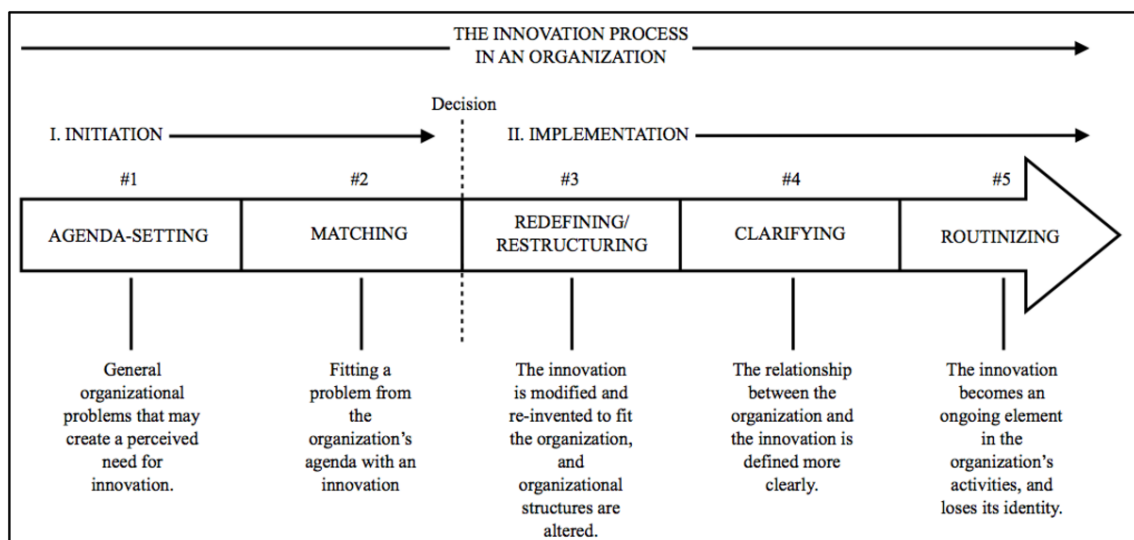 THE INNOVATION PROCESS
IN AN ORGANIZATION
Decision
I. INITIATION
II. IMPLEMENTATION
#1
#2
#3
#4
#5
AGENDA-SETTING
MATCHING
REDEFINING/
RESTRUCTURING
CLARIFYING
ROUTINIZING
General
organizational
problems that may
create a perceived
need for
innovation.
Fitting a
problem from
the
organization’s
agenda with an
innovation
The innovation
is modified and
re-invented to fit
the organization,
and
organizational
structures are
altered.
The relationship
between the
organization and
the innovation is
defined more
clearly.
The innovation
becomes an
ongoing element
in the
organization’s
activities, and
loses its identity.